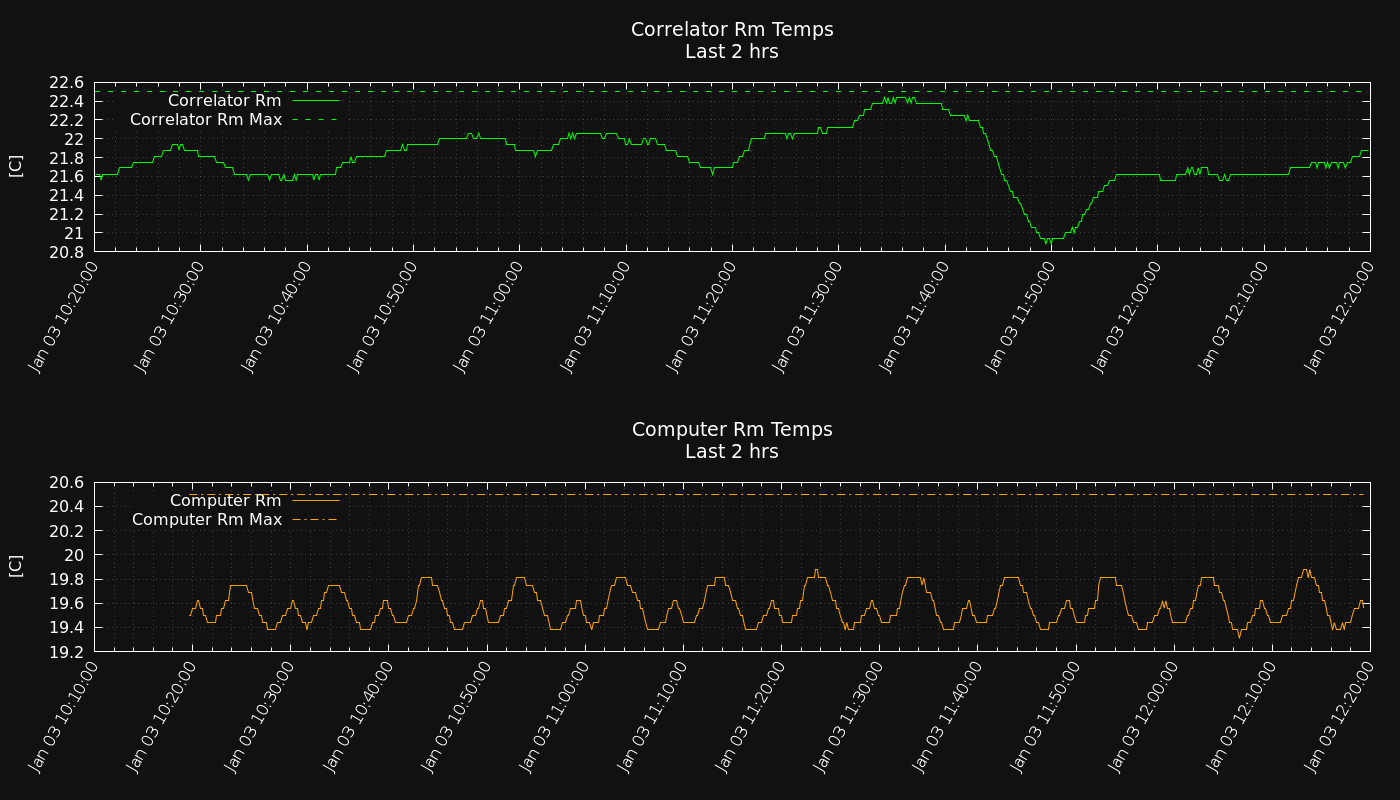 Correlator Rm Temps
Last 2 hrs
22.6
22.4
22.2
22
21.8
21.6
21.4
21.2
21
20.8
[C]
Correlator Rm
Correlator Rm Max
Jan 03 10:20:00
Jan 03 10:30:00
Jan 03 10:40:00
Jan 03 10:50:00
Jan 03 11:00:00
Jan 03 11:10:00
Jan 03 11:20:00
Jan 03 11:30:00
Jan 03 11:40:00
Jan 03 11:50:00
Jan 03 12:00:00
Jan 03 12:10:00
Jan 03 12:20:00
Computer Rm Temps
Last 2 hrs
20.6
20.4
20.2
20
19.8
19.6
19.4
19.2
[C]
Computer Rm
Computer Rm Max
Jan 03 10:10:00
Jan 03 10:20:00
Jan 03 10:30:00
Jan 03 10:40:00
Jan 03 10:50:00
Jan 03 11:00:00
Jan 03 11:10:00
Jan 03 11:20:00
Jan 03 11:30:00
Jan 03 11:40:00
Jan 03 11:50:00
Jan 03 12:00:00
Jan 03 12:10:00
Jan 03 12:20:00